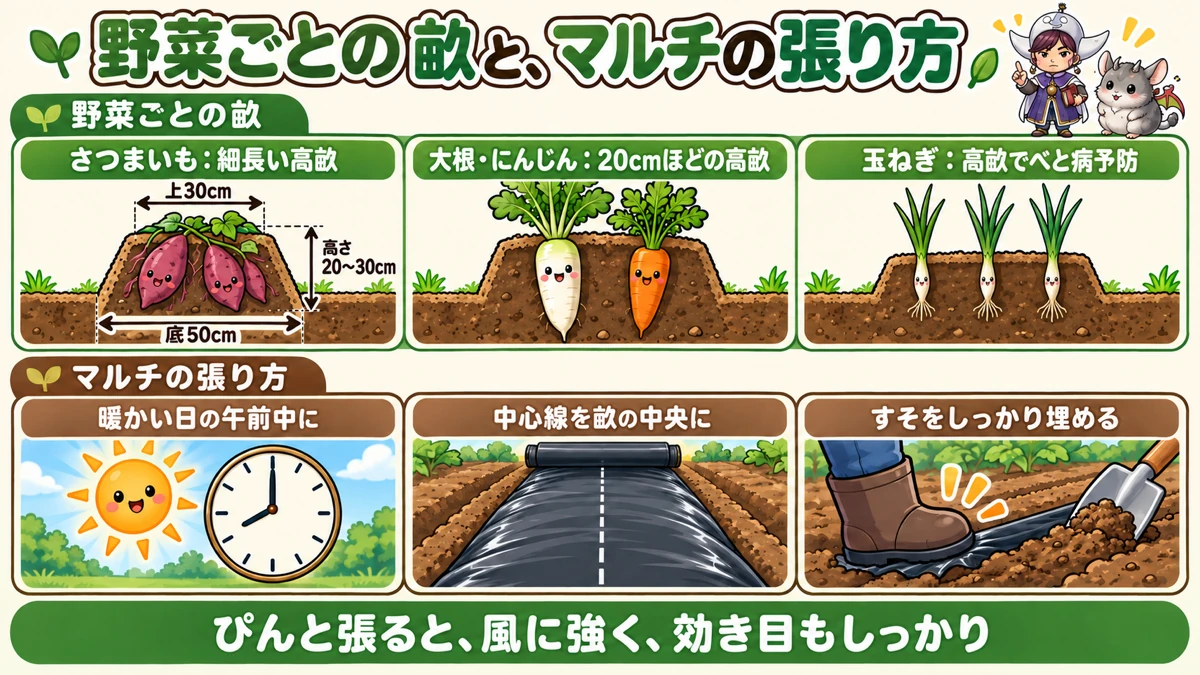 野菜ごとの畝と、マルチの張り方
野菜ごとの畝
さつまいも：細長い高畝
上30cm
高さ
20〜30cm
底50cm
大根・にんじん：20cmほどの高畝
玉ねぎ：高畝でべと病予防
マルチの張り方
暖かい日の午前中に
中心線を畝の中央に
すそをしっかり埋める
ぴんと張ると、風に強く、効き目もしっかり